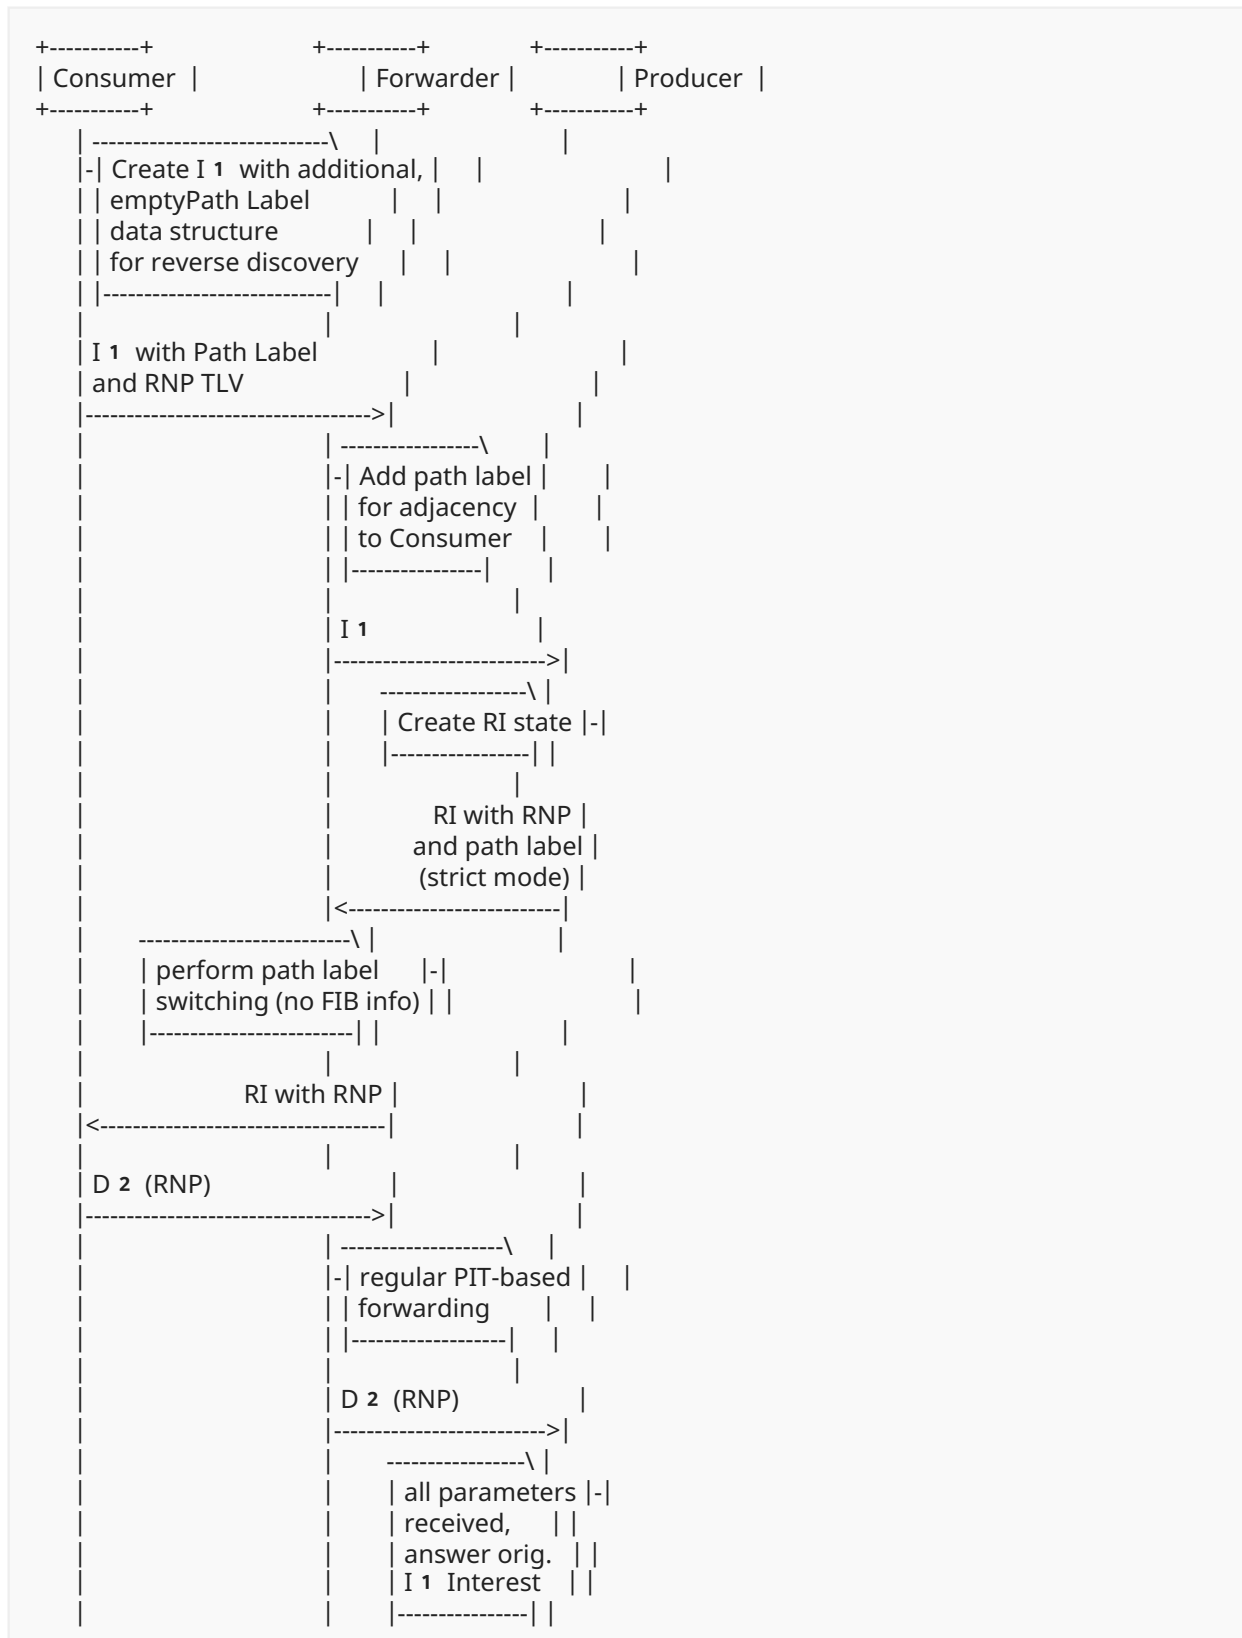 +-----------+ +-----------+ +-----------+
| Consumer | | Forwarder | | Producer |
+-----------+ +-----------+ +-----------+
| -----------------------------\ | |
|-| Create I 1 with additional, | | |
| | emptyPath Label | | |
| | data structure | | |
| | for reverse discovery | | |
| |----------------------------| | |
| | |
| I 1 with Path Label | |
| and RNP TLV | |
|----------------------------------->| |
| | -----------------\ |
| |-| Add path label | |
| | | for adjacency | |
| | | to Consumer | |
| | |----------------| |
| | |
| | I 1 |
| |-------------------------->|
| | ------------------\ |
| | | Create RI state |-|
| | |-----------------| |
| | |
| | RI with RNP |
| | and path label |
| | (strict mode) |
| |<--------------------------|
| --------------------------\ | |
| | perform path label |-| |
| | switching (no FIB info) | | |
| |-------------------------| | |
| | |
| RI with RNP | |
|<-----------------------------------| |
| | |
| D 2 (RNP) | |
|----------------------------------->| |
| | --------------------\ |
| |-| regular PIT-based | |
| | | forwarding | |
| | |-------------------| |
| | |
| | D 2 (RNP) |
| |-------------------------->|
| | -----------------\ |
| | | all parameters |-|
| | | received, | |
| | | answer orig. | |
| | | I 1 Interest | |
| | |----------------| |